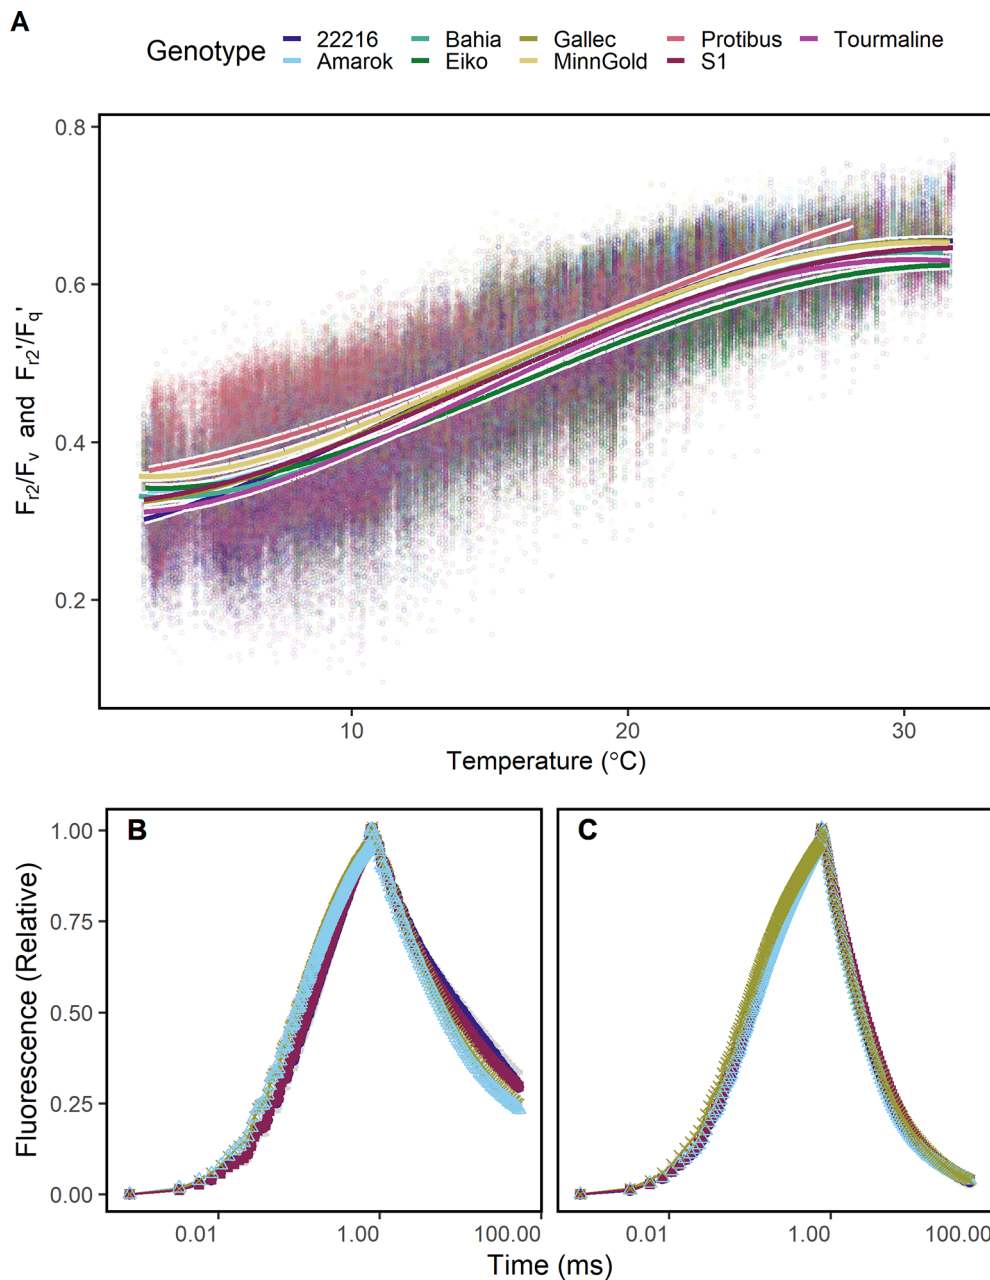 A
Genotype
22216 Bahia Gallec Protibus Tourmaline
Amarok Eiko MinnGold S1
0.8
0.6
0.4
0.2
Fr2/Fv and Fr2'/Fq'
10 20 30
Temperature (°C)
B C
1.00
0.75
0.50
0.25
0.00
Fluorescence (Relative)
0.01 1.00 100.00 0.01 1.00 100.00
Time (ms)